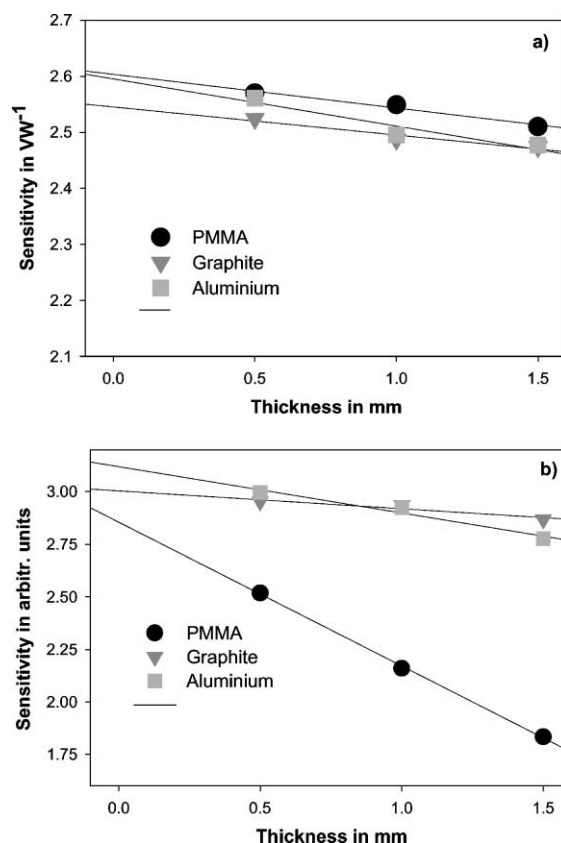 a)
2.7
2.6
2.5
2.4
2.3
2.2
2.1
Sensitivity in VW⁻¹
PMMA
Graphite
Aluminium
0.0 0.5 1.0 1.5
Thickness in mm
b)
3.00
2.75
2.50
2.25
2.00
1.75
Sensitivity in arbitr. units
PMMA
Graphite
Aluminium
0.0 0.5 1.0 1.5
Thickness in mm